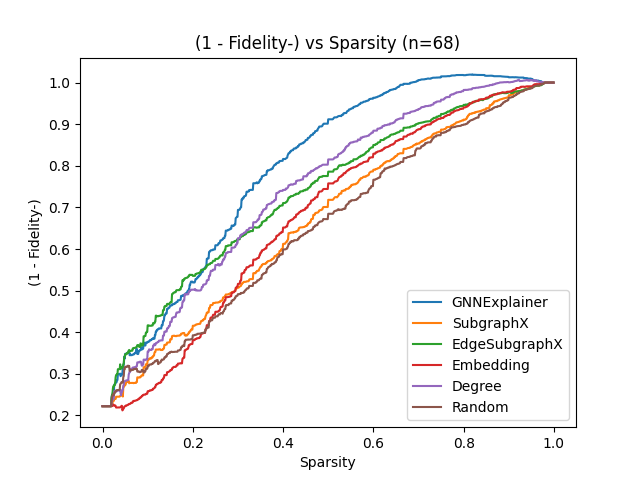 (1 - Fidelity-) vs Sparsity (n=68)
(1 - Fidelity-)
1.0
0.9
0.8
0.7
0.6
0.5
0.4
0.3
0.2
GNNExplainer
SubgraphX
EdgeSubgraphX
Embedding
Degree
Random
0.0 0.2 0.4 0.6 0.8 1.0
Sparsity